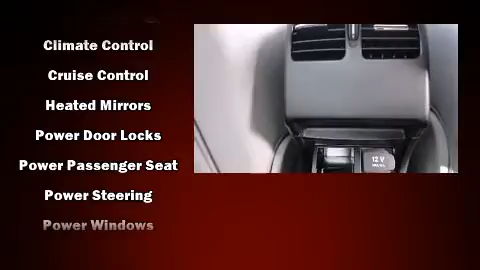 Climate Control
Cruise Control
Heated Mirrors
Power Door Locks
Power Passenger Seat
Power Steering
Power Windows
12 V